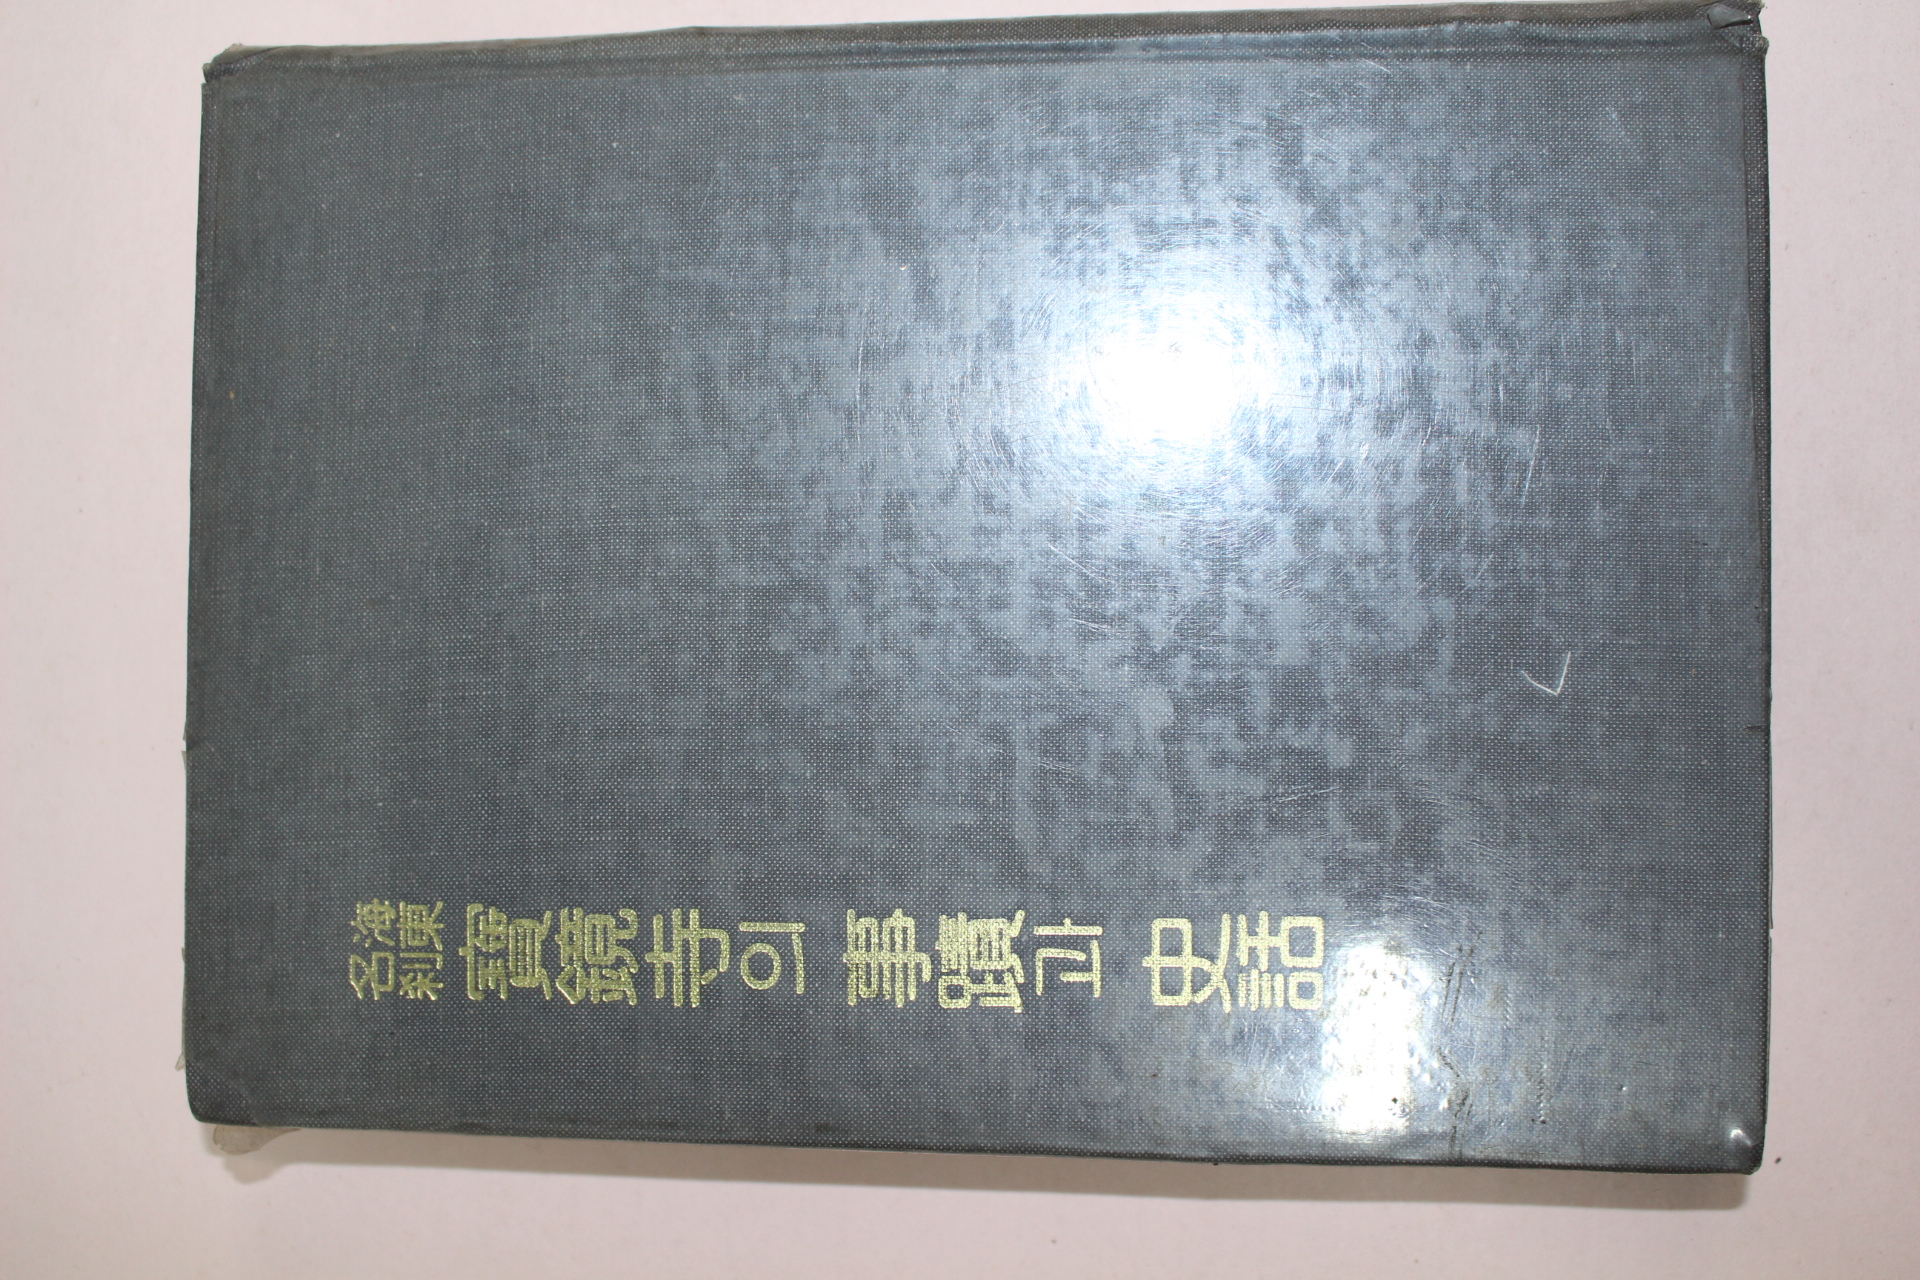 海東
名刹
寶鏡寺의 事蹟과 史話